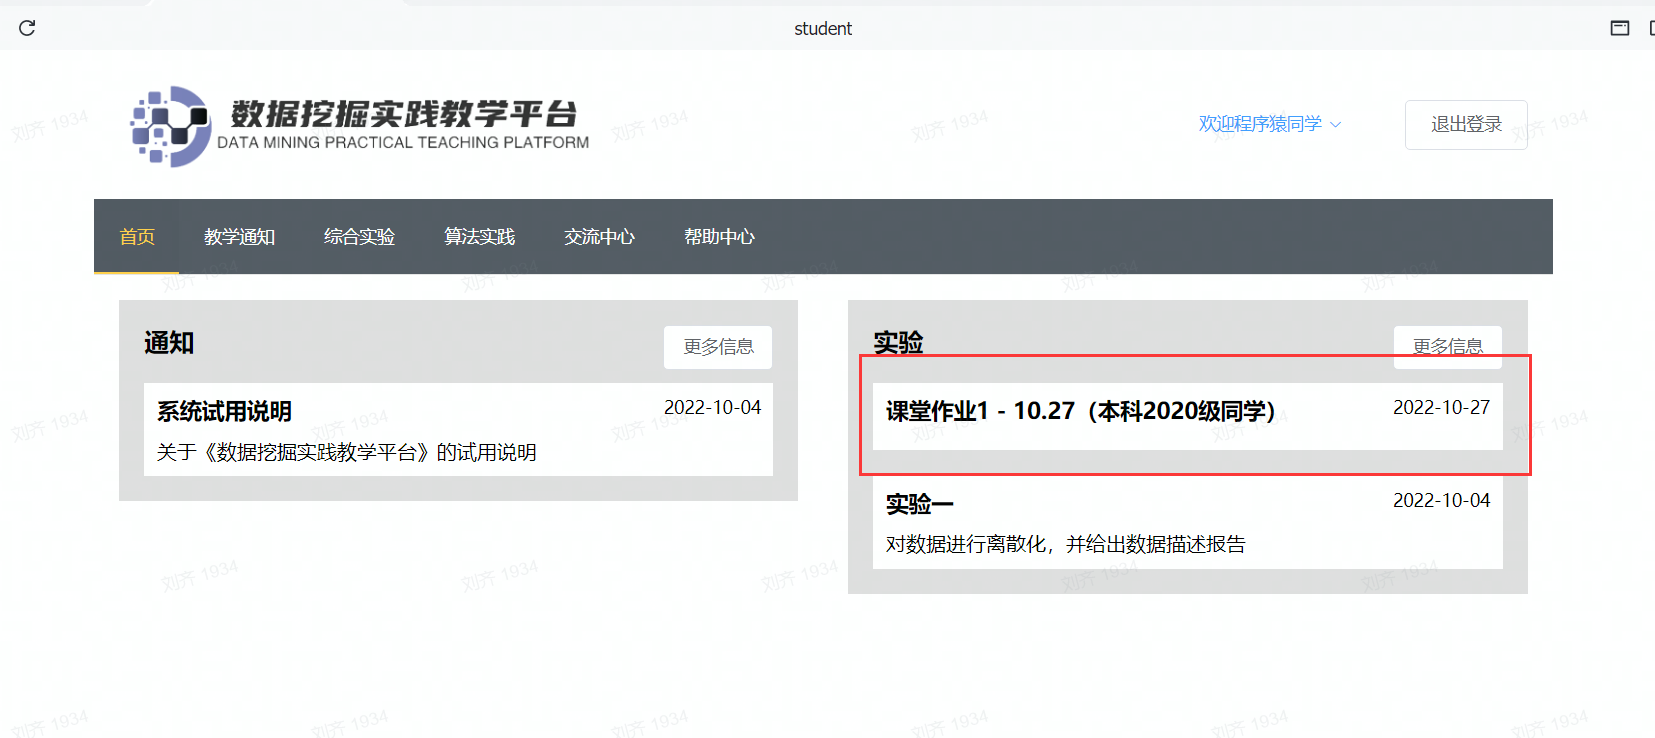 student
数据挖掘实践教学平台
DATA MINING PRACTICAL TEACHING PLATFORM
欢迎程序猿同学
退出登录
首页 教学通知 综合实验 算法实践 交流中心 帮助中心
通知
更多信息
系统试用说明 2022-10-04
关于《数据挖掘实践教学平台》的试用说明
实验
更多信息
课堂作业1 - 10.27（本科2020级同学） 2022-10-27
实验一 2022-10-04
对数据进行离散化，并给出数据描述报告
刘齐 1934